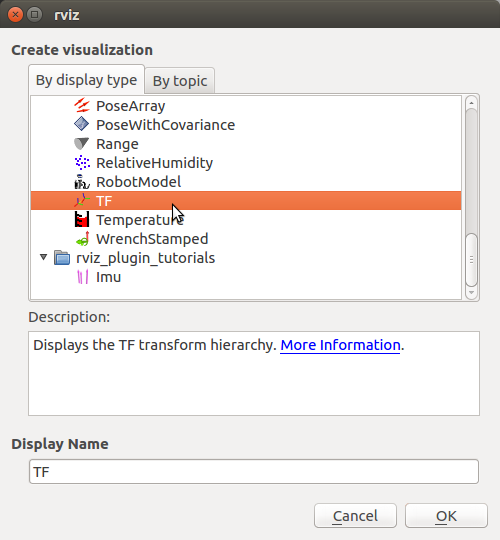 rviz
Create visualization
By display type
By topic
PoseArray
PoseWithCovariance
Range
RelativeHumidity
RobotModel
TF
Temperature
WrenchStamped
rviz_plugin_tutorials
Imu
Description:
Displays the TF transform hierarchy. More Information.
Display Name
TF
Cancel
OK